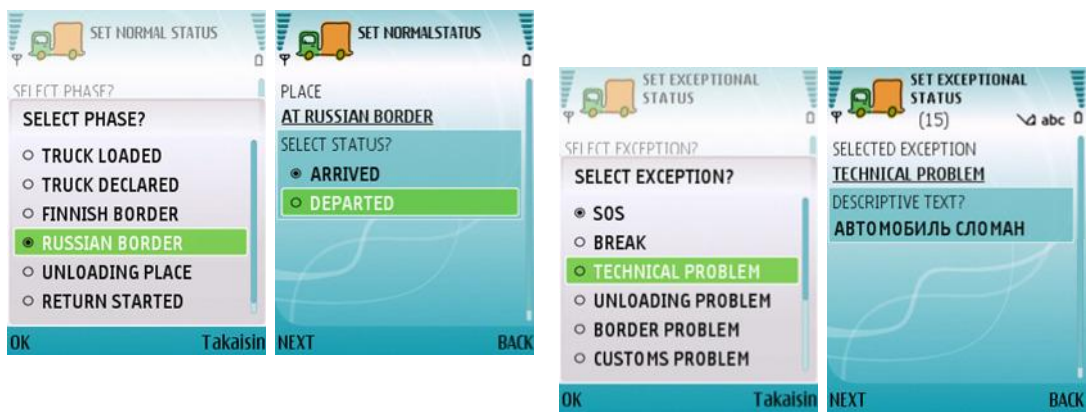 SET NORMAL STATUS
SELECT PHASE?
SELECT PHASE?
TRUCK LOADED
TRUCK DECLARED
FINNISH BORDER
RUSSIAN BORDER
UNLOADING PLACE
RETURN STARTED
OK Takaisin
SET NORMALSTATUS
PLACE
AT RUSSIAN BORDER
SELECT STATUS?
ARRIVED
DEPARTED
NEXT BACK
SET EXCEPTIONAL
STATUS
SELECT EXCEPTION?
SELECT EXCEPTION?
SOS
BREAK
TECHNICAL PROBLEM
UNLOADING PROBLEM
BORDER PROBLEM
CUSTOMS PROBLEM
OK Takaisin
SET EXCEPTIONAL
STATUS
(15) abc
SELECTED EXCEPTION
TECHNICAL PROBLEM
DESCRIPTIVE TEXT?
АВТОМОБИЛЬ СЛОМАН
NEXT BACK